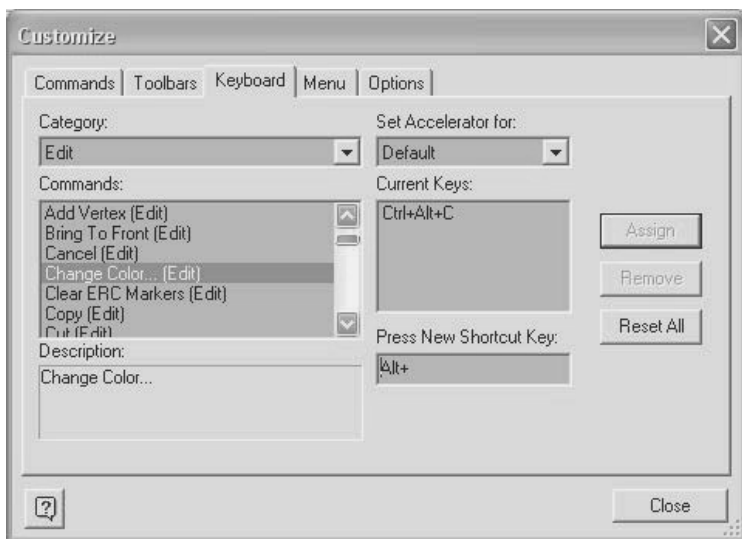 Customize
Commands Toolbars Keyboard Menu Options
Category:
Edit
Commands:
Add Vertex (Edit)
Bring To Front (Edit)
Cancel (Edit)
Change Color... (Edit)
Clear ERC Markers (Edit)
Copy (Edit)
Cut (Edit)
Description:
Change Color...
Set Accelerator for:
Default
Current Keys:
Ctrl+Alt+C
Press New Shortcut Key:
Alt+
Assign
Remove
Reset All
?
Close